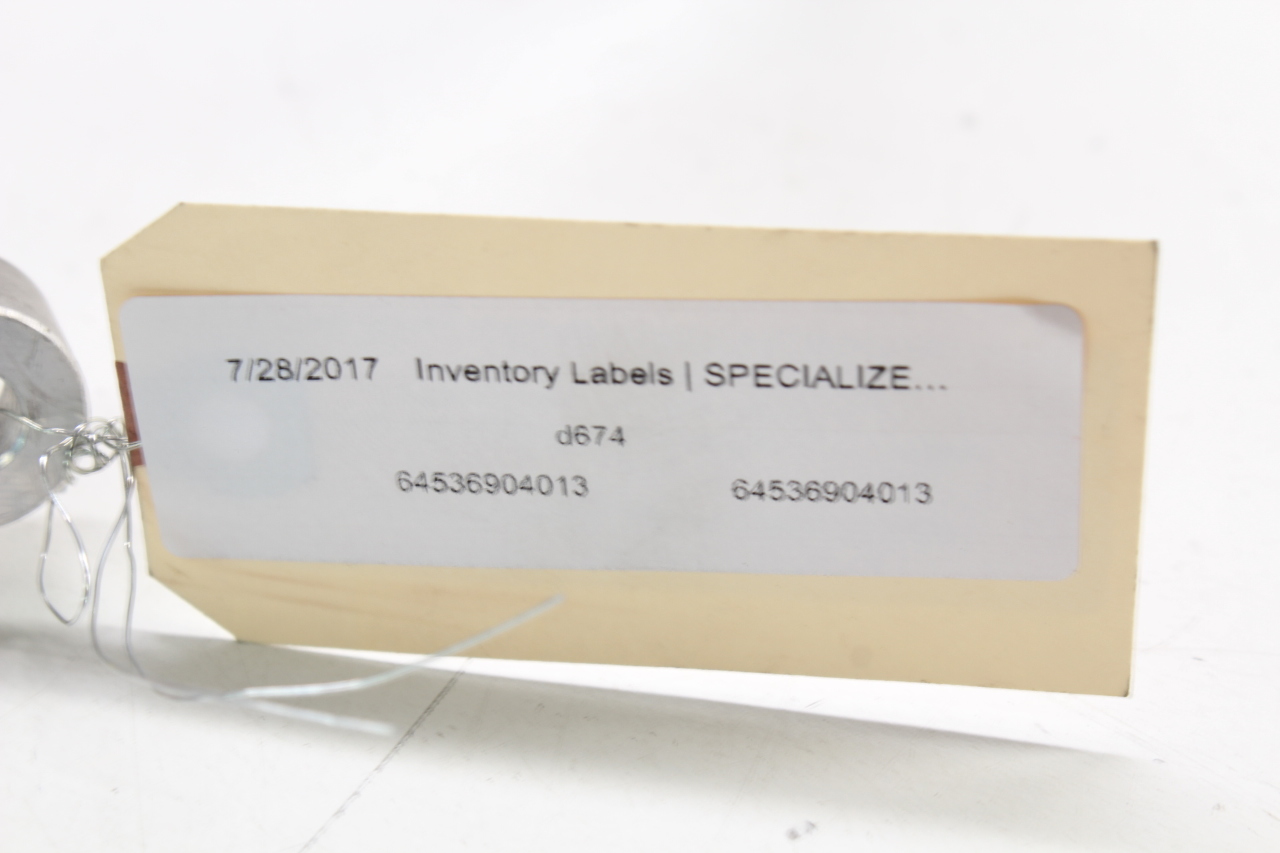 7/28/2017 Inventory Labels | SPECIALIZE...
d674
64536904013 64536904013